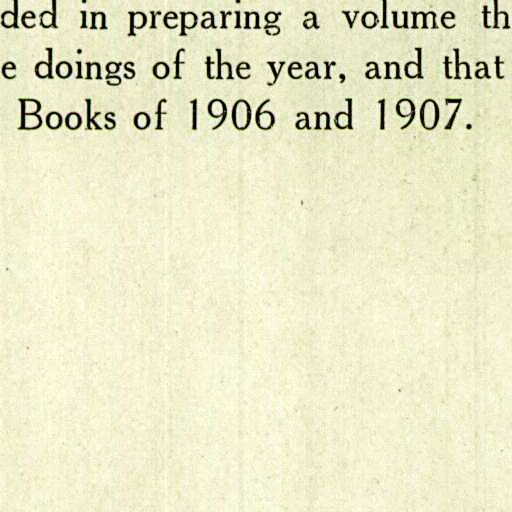 ded in preparing a volume th
e doings of the year, and that
Books of 1906 and 1907.